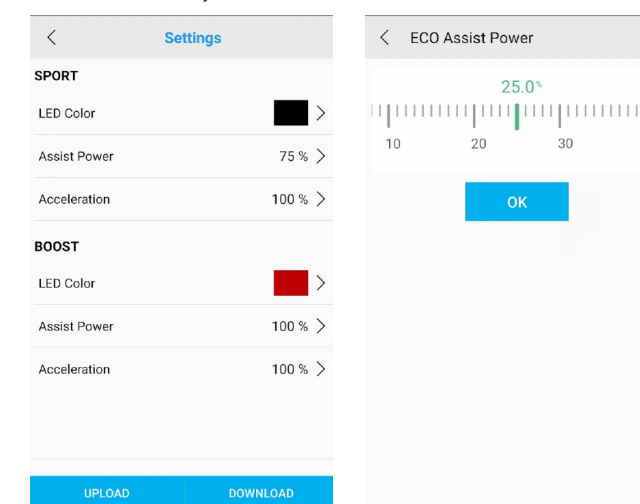 Settings
SPORT
LED Color
Assist Power 75 %
Acceleration 100 %
BOOST
LED Color
Assist Power 100 %
Acceleration 100 %
UPLOAD DOWNLOAD
ECO Assist Power
25.0%
10 20 30
OK